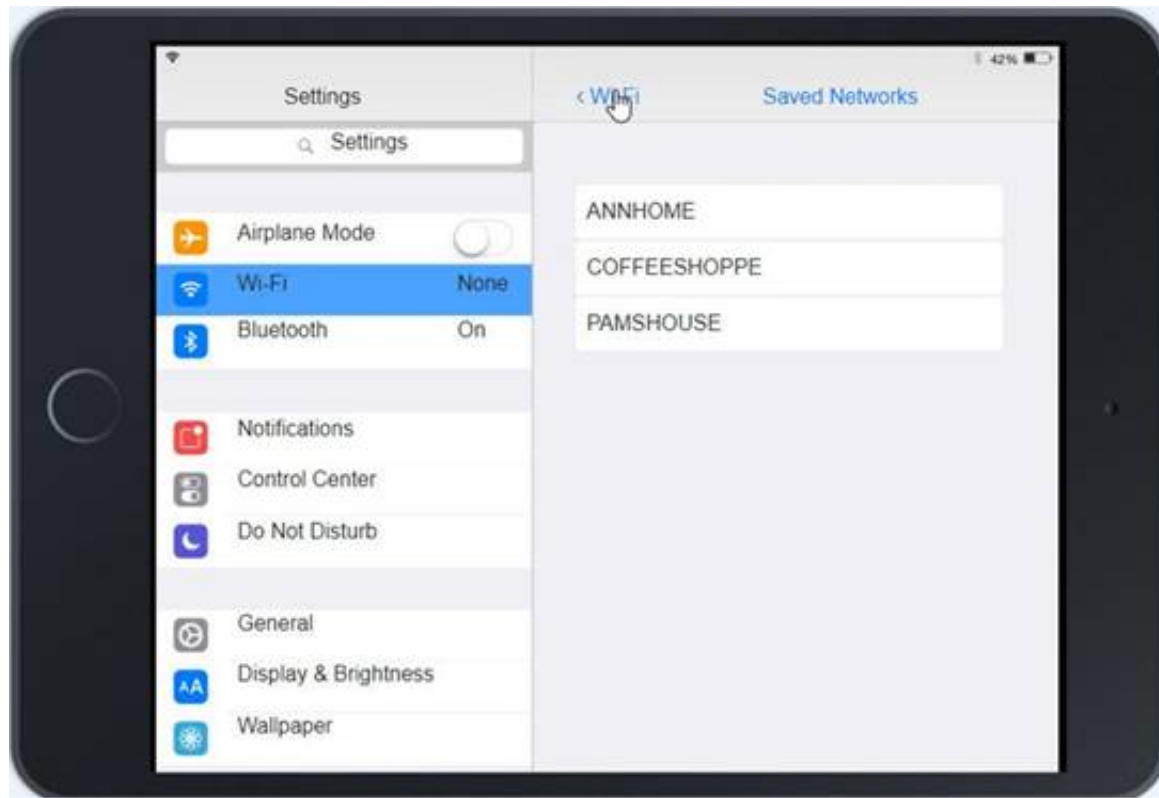 42%
Settings
< Wi-Fi Saved Networks
Settings
Airplane Mode
Wi-Fi None
Bluetooth On
Notifications
Control Center
Do Not Disturb
General
Display & Brightness
Wallpaper
ANNHOME
COFFEESHOPPE
PAMSHOUSE